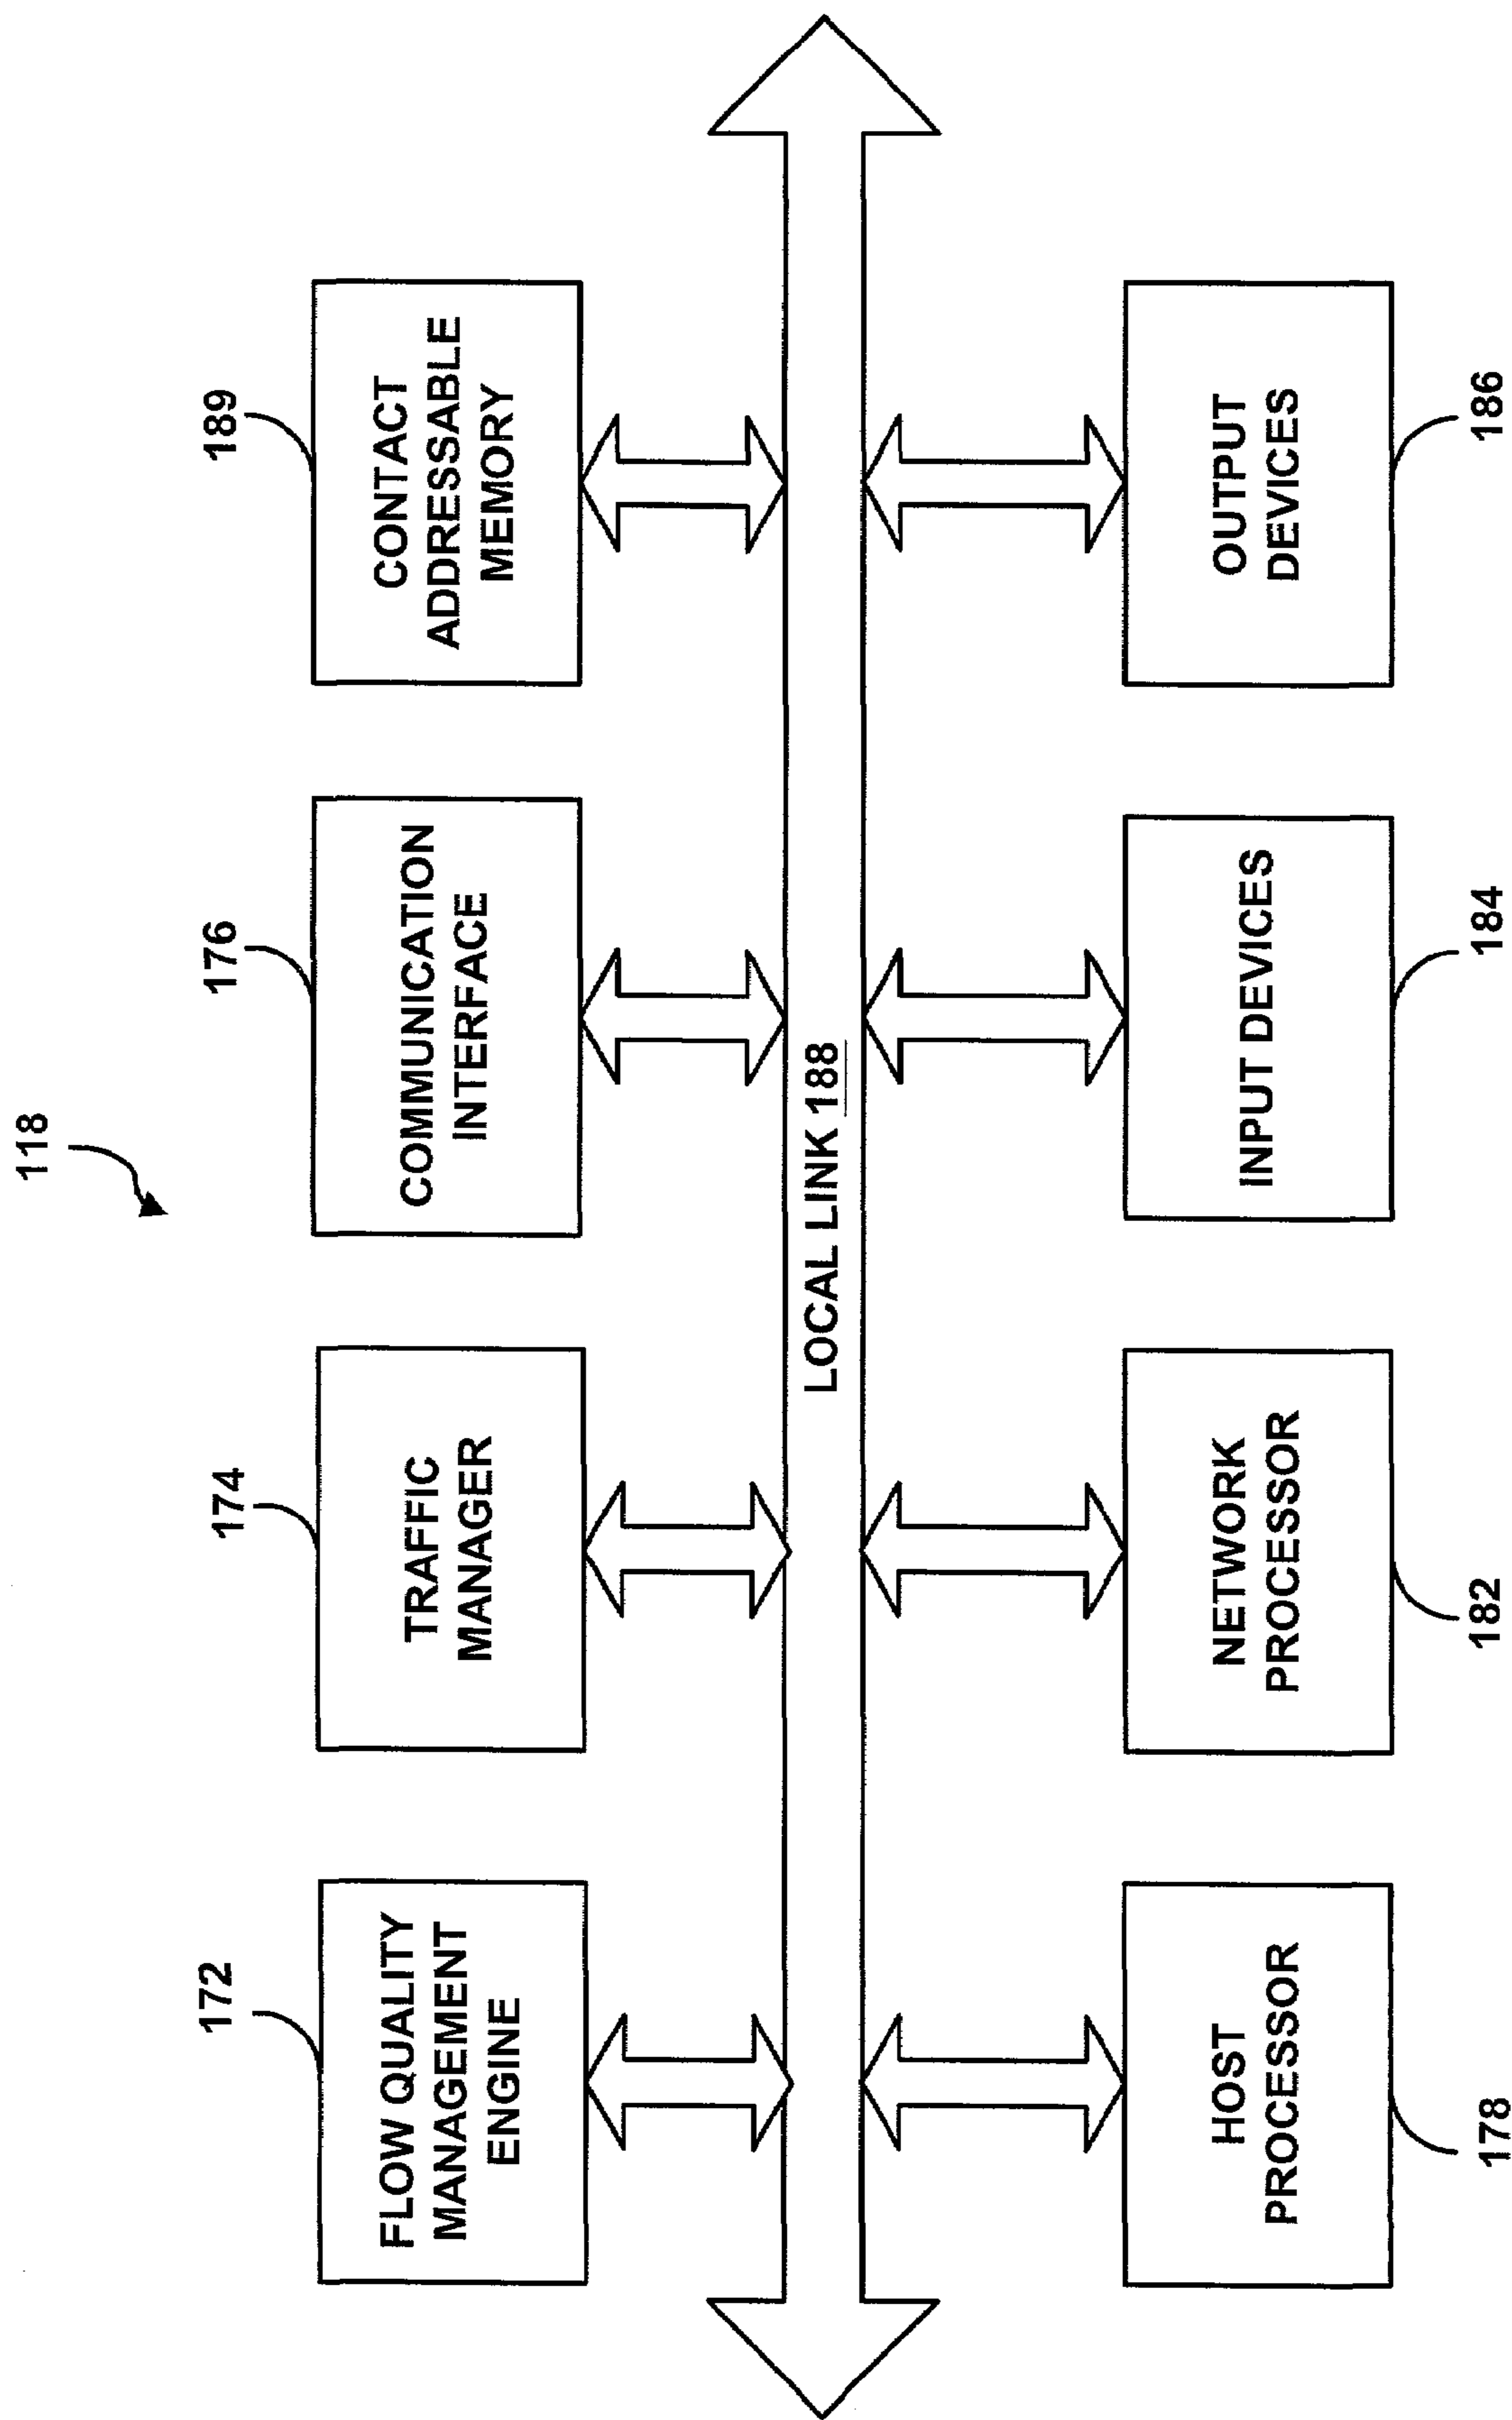 118
172
FLOW QUALITY
MANAGEMENT
ENGINE
174
TRAFFIC
MANAGER
176
COMMUNICATION
INTERFACE
189
CONTACT
ADDRESSABLE
MEMORY
LOCAL LINK 188
HOST
PROCESSOR
178
NETWORK
PROCESSOR
182
INPUT DEVICES
184
OUTPUT
DEVICES
186